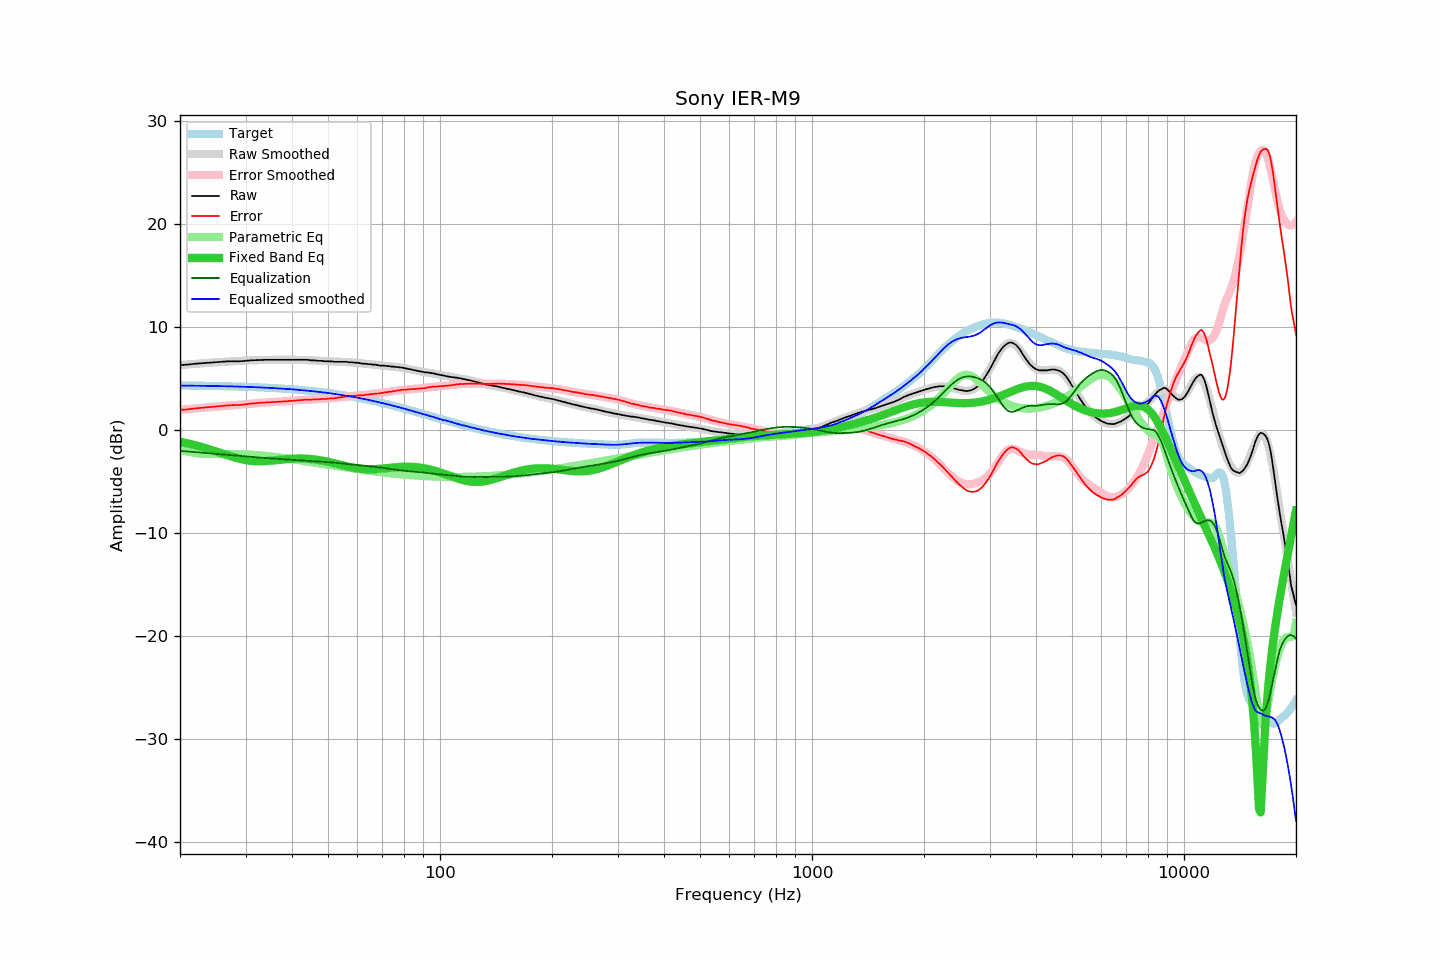 Sony IER-M9
30
20
10
0
−10
−20
−30
−40
Amplitude (dBr)
Target
Raw Smoothed
Error Smoothed
Raw
Error
Parametric Eq
Fixed Band Eq
Equalization
Equalized smoothed
100
1000
10000
Frequency (Hz)